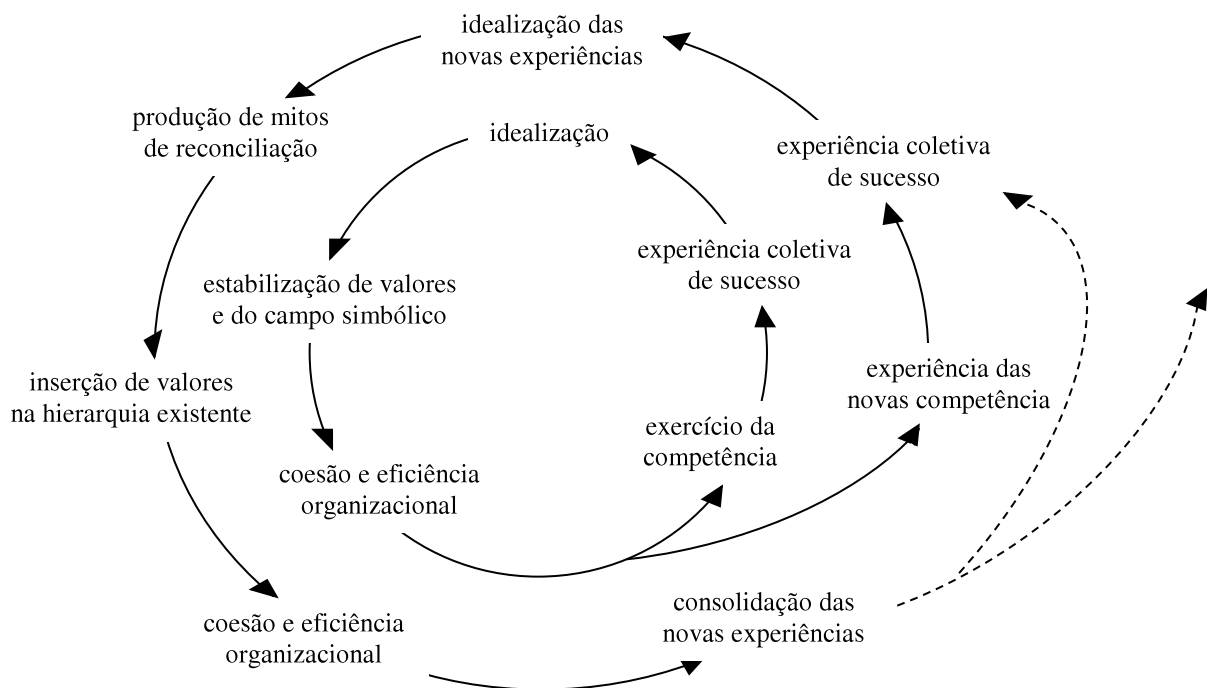 idealização das
novas experiências
produção de mitos
de reconciliação
idealização
experiência coletiva
de sucesso
experiência coletiva
de sucesso
estabilização de valores
e do campo simbólico
inserção de valores
na hierarquia existente
experiência das
novas competência
exercício da
competência
coesão e eficiência
organizacional
consolidação das
novas experiências
coesão e eficiência
organizacional